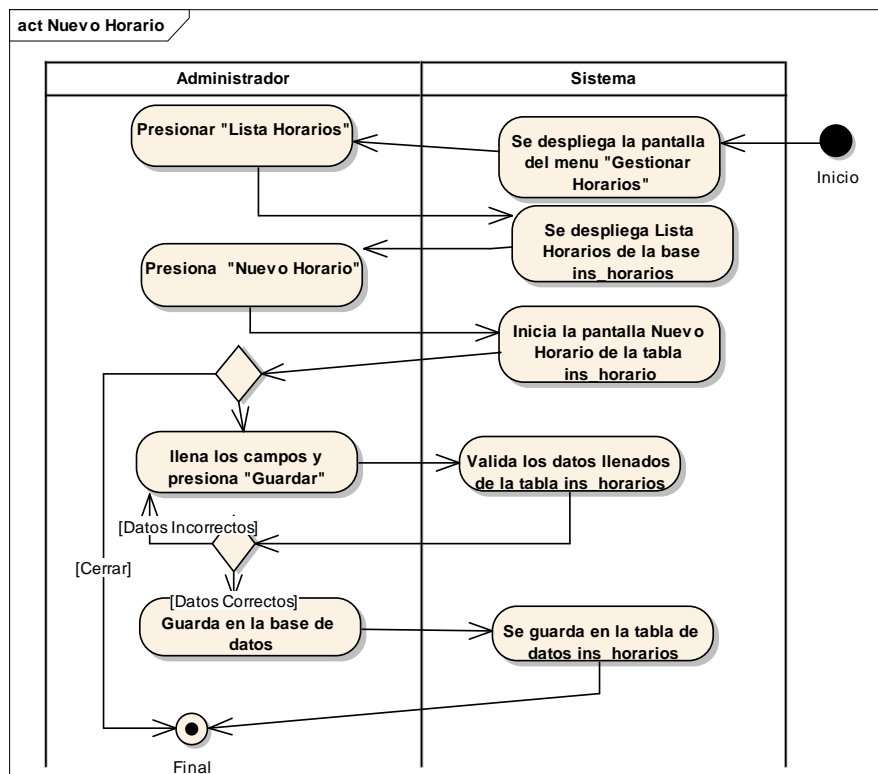 act Nuevo Horario
Administrador
Sistema
Presionar "Lista Horarios"
Se despliega la pantalla
del menu "Gestionar
Horarios"
Inicio
Se despliega Lista
Horarios de la base
ins_horarios
Presiona "Nuevo Horario"
Inicia la pantalla Nuevo
Horario de la tabla
ins_horario
llena los campos y
presiona "Guardar"
Valida los datos llenados
de la tabla ins_horarios
[Datos Incorrectos]
[Cerrar]
[Datos Correctos]
Guarda en la base de
datos
Se guarda en la tabla de
datos ins_horarios
Final